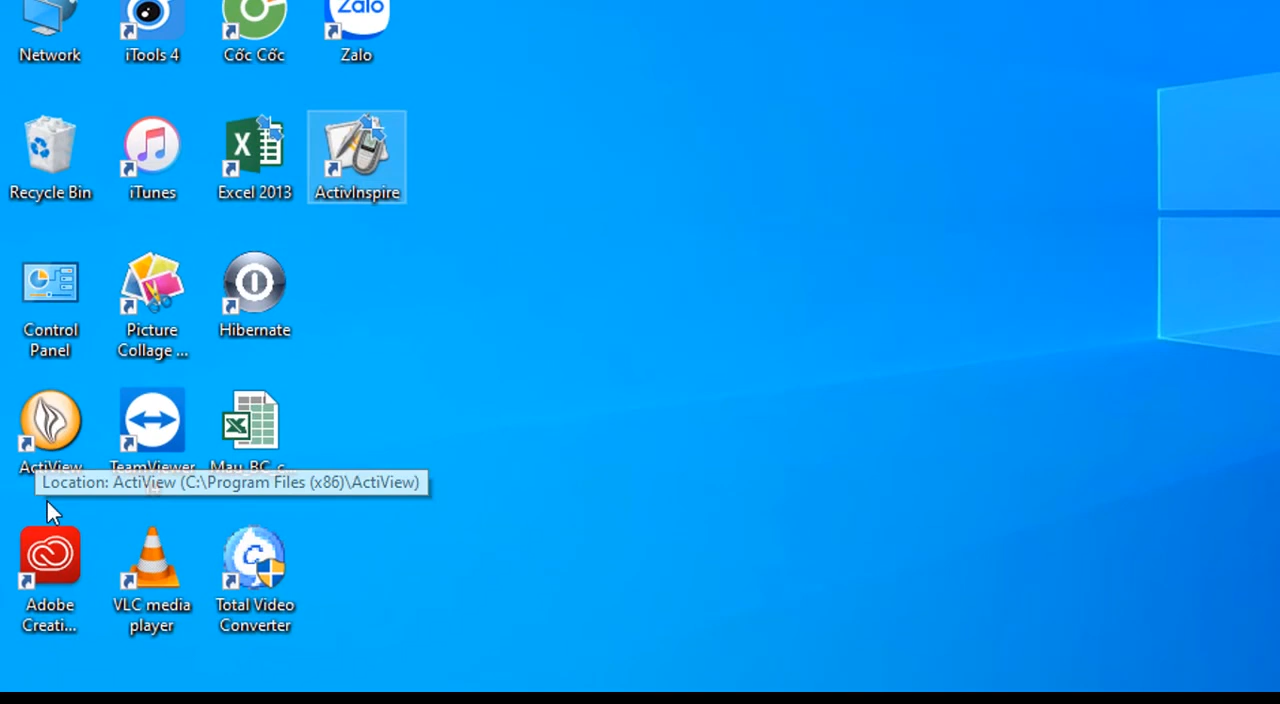 Network
iTools 4
Cốc Cốc
Zalo
Zalo
Recycle Bin
iTunes
Excel 2013
ActivInspire
Control
Panel
Picture
Collage ...
Hibernate
ActiView
TeamViewer
Mau_BC_c...
Location: ActiView (C:\Program Files (x86)\ActiView)
Adobe
Creati...
VLC media
player
Total Video
Converter